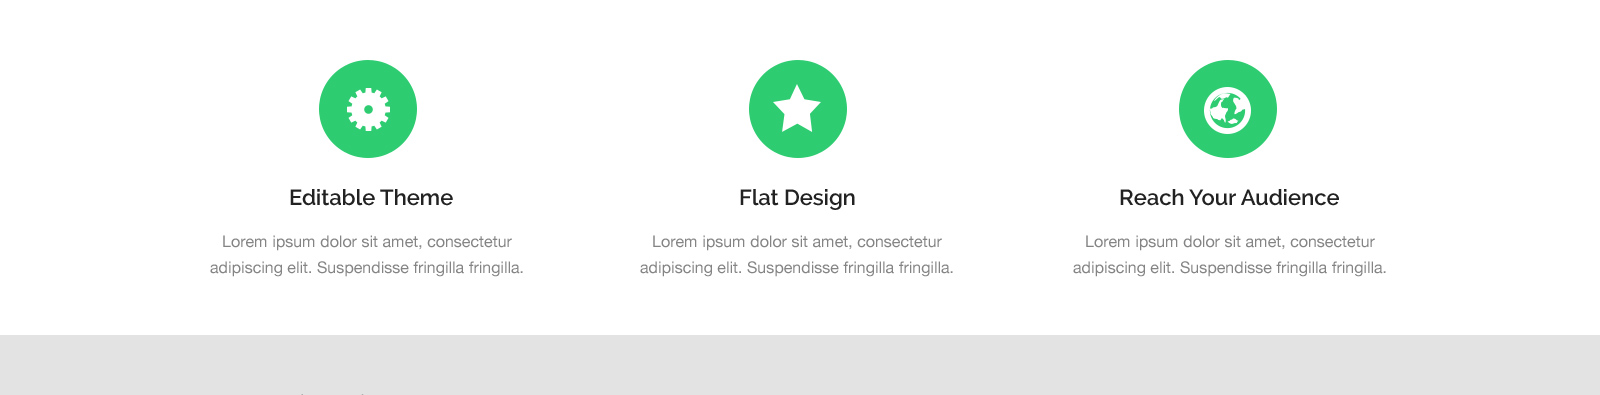 Editable Theme
Flat Design
Reach Your Audience
Lorem ipsum dolor sit amet, consectetur
adipiscing elit. Suspendisse fringilla fringilla.
Lorem ipsum dolor sit amet, consectetur
adipiscing elit. Suspendisse fringilla fringilla.
Lorem ipsum dolor sit amet, consectetur
adipiscing elit. Suspendisse fringilla fringilla.